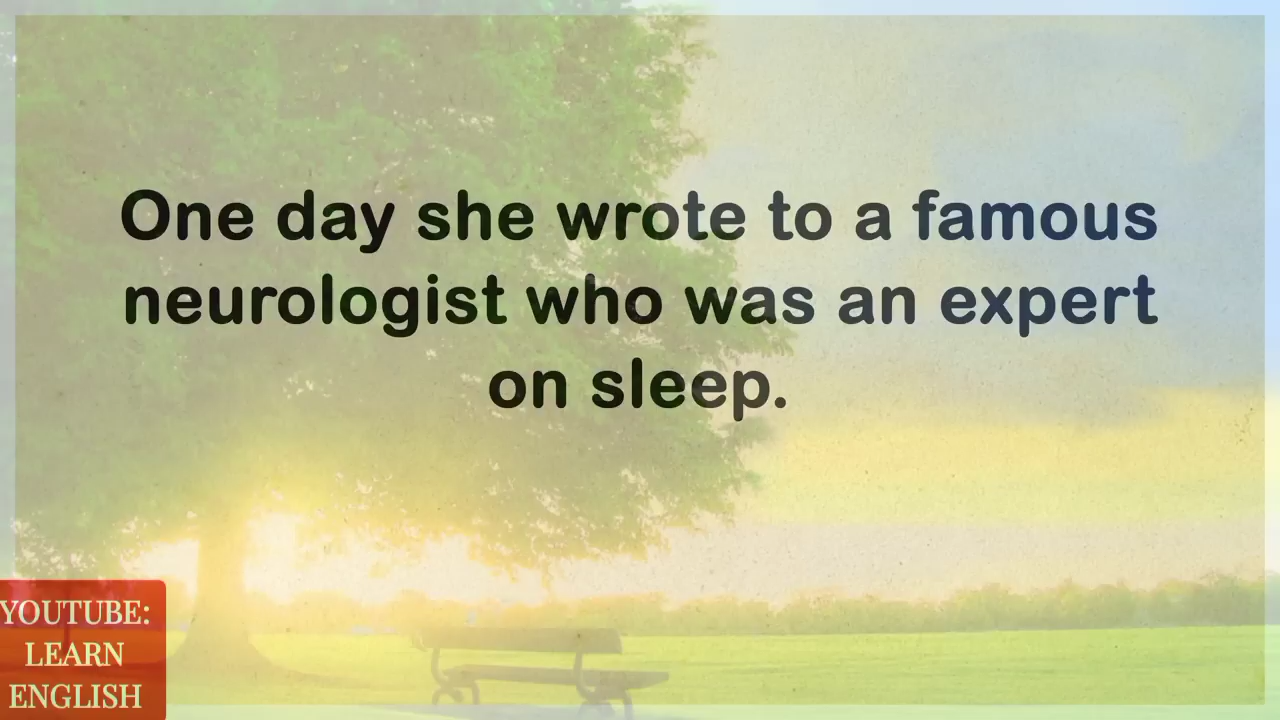 One day she wrote to a famous
neurologist who was an expert
on sleep.
YOUTUBE:
LEARN
ENGLISH